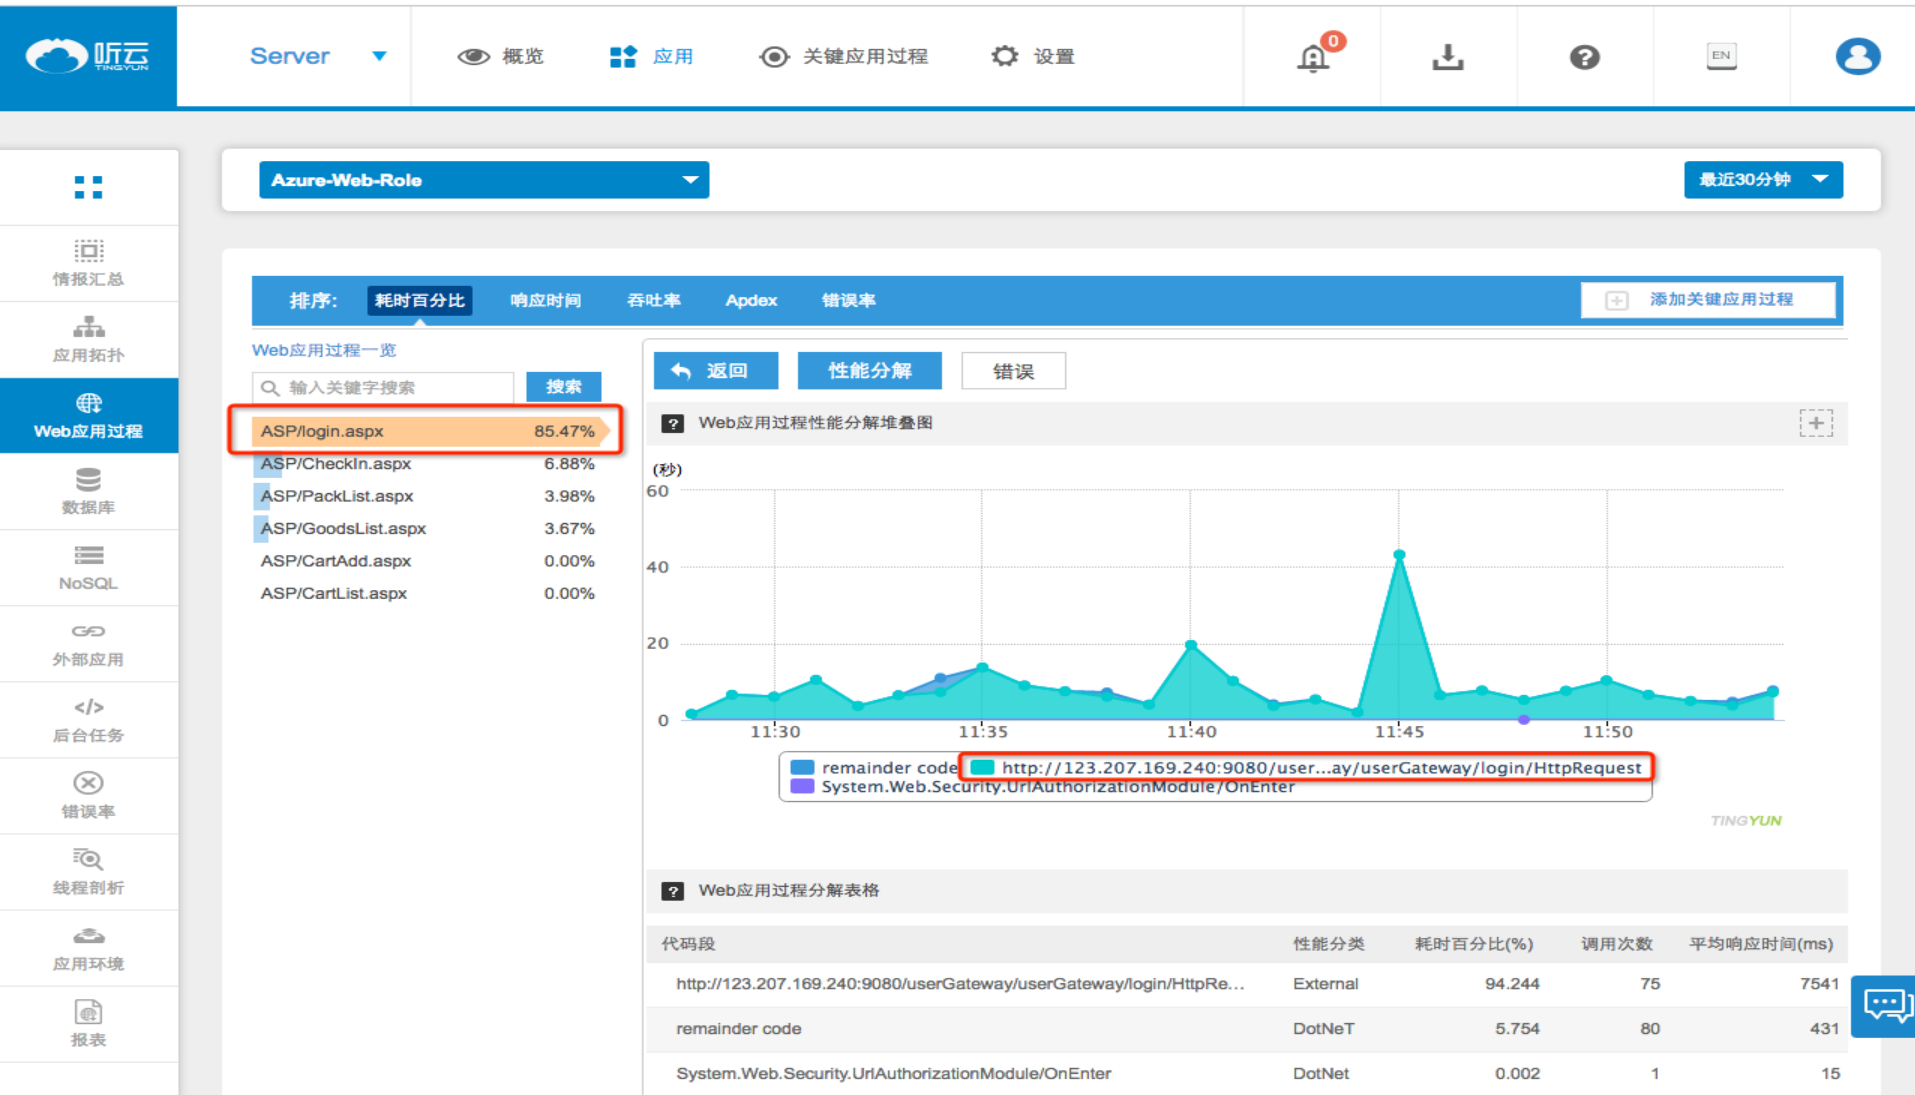 听云
TINGYUN
Server
概览
应用
关键应用过程
设置
0
EN
Azure-Web-Role
最近30分钟
情报汇总
应用拓扑
Web应用过程
数据库
NoSQL
外部应用
后台任务
错误率
线程剖析
应用环境
报表
排序:
耗时百分比
响应时间
吞吐率
Apdex
错误率
添加关键应用过程
Web应用过程一览
输入关键字搜索
搜索
ASP/login.aspx 85.47%
ASP/CheckIn.aspx 6.88%
ASP/PackList.aspx 3.98%
ASP/GoodsList.aspx 3.67%
ASP/CartAdd.aspx 0.00%
ASP/CartList.aspx 0.00%
返回
性能分解
错误
? Web应用过程性能分解堆叠图
(秒)
60
40
20
0
11:30 11:35 11:40 11:45 11:50
remainder code http://123.207.169.240:9080/user...ay/userGateway/login/HttpRequest
System.Web.Security.UrlAuthorizationModule/OnEnter
TINGYUN
? Web应用过程分解表格
代码段 性能分类 耗时百分比(%) 调用次数 平均响应时间(ms)
http://123.207.169.240:9080/userGateway/userGateway/login/HttpRe... External 94.244 75 7541
remainder code DotNeT 5.754 80 431
System.Web.Security.UrlAuthorizationModule/OnEnter DotNet 0.002 1 15